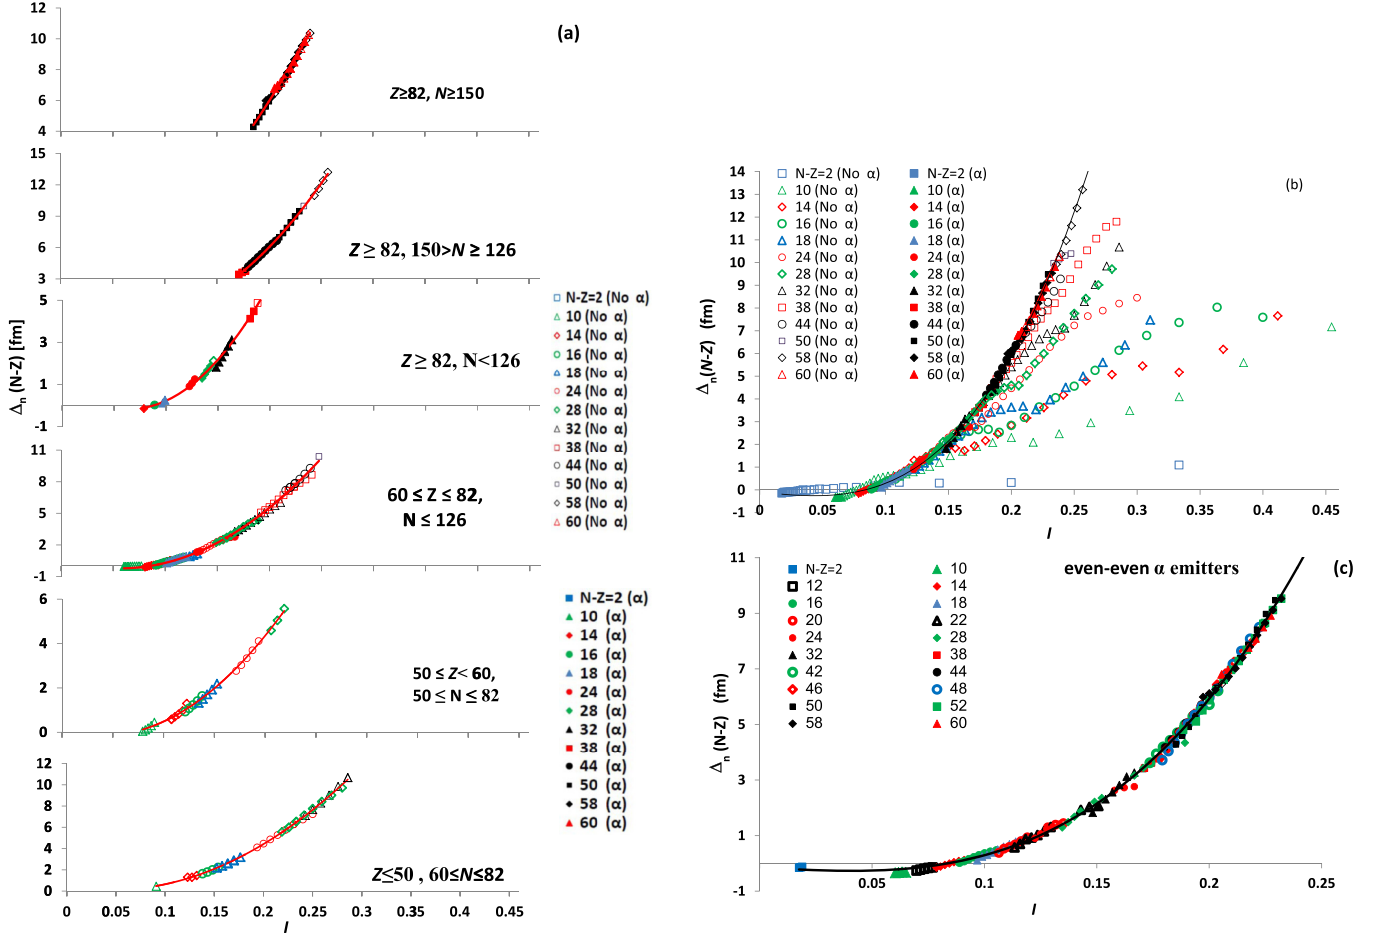 (a)
12
10
8
6
4
Z≥82, N≥150
15
12
9
6
3
Z ≥ 82, 150>N ≥ 126
5
3
1
-1
Z ≥ 82, N<126
11
8
5
2
-1
60 ≤ Z ≤ 82,
N ≤ 126
6
4
2
0
50 ≤ Z< 60,
50 ≤ N ≤ 82
12
10
8
6
4
2
0
Z≤50 , 60≤N≤82
0 0.05 0.1 0.15 0.2 0.25 0.3 0.35 0.4 0.45
I
Δn (N-Z) [fm]
N-Z=2 (No α)
10 (No α)
14 (No α)
16 (No α)
18 (No α)
24 (No α)
28 (No α)
32 (No α)
38 (No α)
44 (No α)
50 (No α)
58 (No α)
60 (No α)
N-Z=2 (α)
10 (α)
14 (α)
16 (α)
18 (α)
24 (α)
28 (α)
32 (α)
38 (α)
44 (α)
50 (α)
58 (α)
60 (α)
(b)
14
13
12
11
10
9
8
7
6
5
4
3
2
1
0
-1
Δn(N-Z) (fm)
N-Z=2 (No α) N-Z=2 (α)
10 (No α) 10 (α)
14 (No α) 14 (α)
16 (No α) 16 (α)
18 (No α) 18 (α)
24 (No α) 24 (α)
28 (No α) 28 (α)
32 (No α) 32 (α)
38 (No α) 38 (α)
44 (No α) 44 (α)
50 (No α) 50 (α)
58 (No α) 58 (α)
60 (No α) 60 (α)
0 0.05 0.1 0.15 0.2 0.25 0.3 0.35 0.4 0.45
I
(c)
even-even α emitters
11
9
7
5
3
1
-1
Δn (N-Z) (fm)
N-Z=2 10
12 14
16 18
20 22
24 28
32 38
42 44
46 48
50 52
58 60
0.05 0.1 0.15 0.2 0.25
I